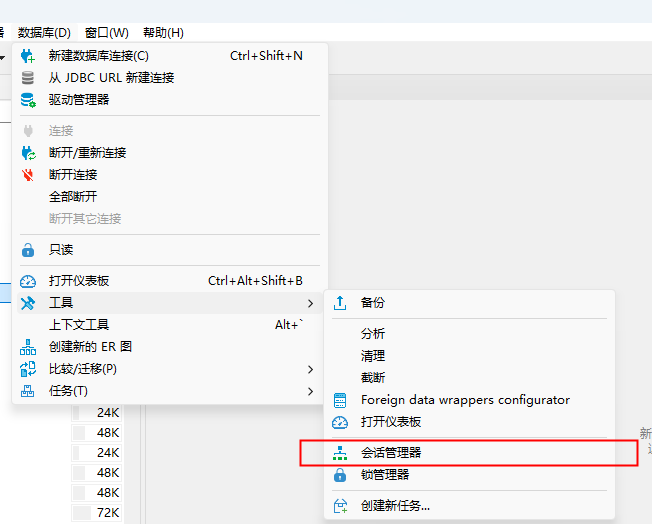 数据库(D) 窗口(W) 帮助(H)
新建数据库连接(C) Ctrl+Shift+N
从 JDBC URL 新建连接
驱动管理器
连接
断开/重新连接
断开连接
全部断开
断开其它连接
只读
打开仪表板 Ctrl+Alt+Shift+B
工具
上下文工具 Alt+`
创建新的 ER 图
比较/迁移(P)
任务(T)
备份
分析
清理
截断
Foreign data wrappers configurator
打开仪表板
会话管理器
锁管理器
创建新任务...
24K
48K
24K
48K
48K
72K
新